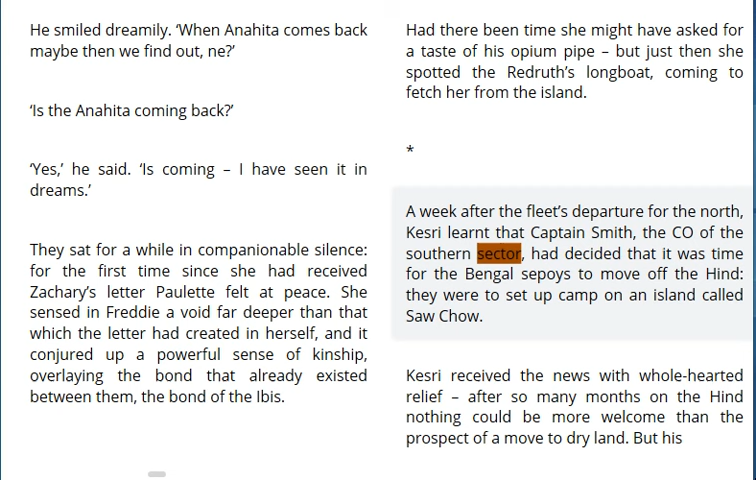 He smiled dreamily. ‘When Anahita comes back
maybe then we find out, ne?’
‘Is the Anahita coming back?’
‘Yes,’ he said. ‘Is coming – I have seen it in
dreams.’
They sat for a while in companionable silence:
for the first time since she had received
Zachary’s letter Paulette felt at peace. She
sensed in Freddie a void far deeper than that
which the letter had created in herself, and it
conjured up a powerful sense of kinship,
overlaying the bond that already existed
between them, the bond of the Ibis.
Had there been time she might have asked for
a taste of his opium pipe – but just then she
spotted the Redruth’s longboat, coming to
fetch her from the island.
*
A week after the fleet’s departure for the north,
Kesri learnt that Captain Smith, the CO of the
southern sector, had decided that it was time
for the Bengal sepoys to move off the Hind:
they were to set up camp on an island called
Saw Chow.
Kesri received the news with whole-hearted
relief – after so many months on the Hind
nothing could be more welcome than the
prospect of a move to dry land. But his